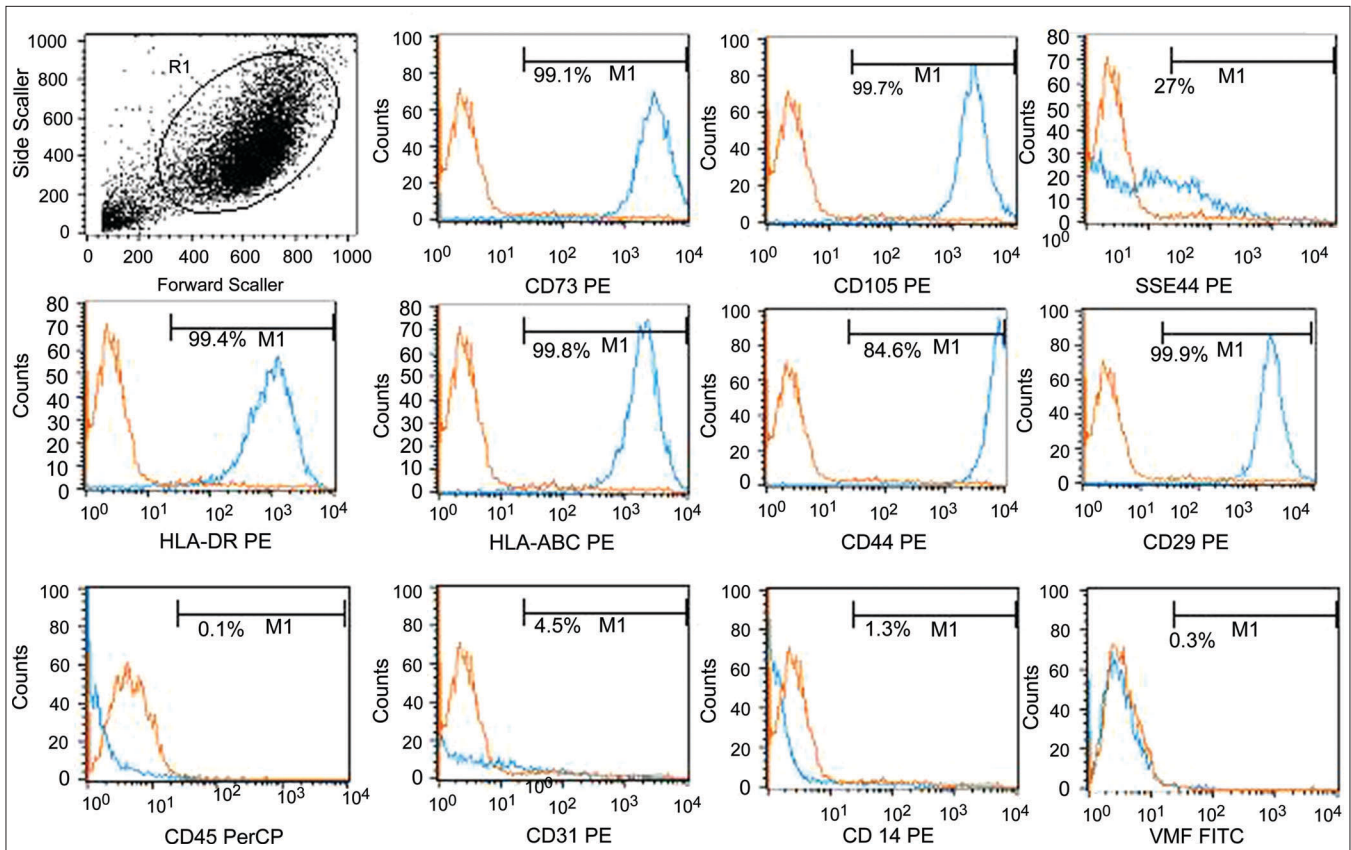 1000
800
600
400
200
0
Side Scaller
R1
0 200 400 600 800 1000
Forward Scaller
100
80
60
40
20
0
Counts
99.1% M1
10⁰ 10¹ 10² 10³ 10⁴
CD73 PE
100
80
60
40
20
0
Counts
M1
99.7%
10⁰ 10¹ 10² 10³ 10⁴
CD105 PE
80
70
60
50
40
30
20
10
0
Counts
27% M1
10⁰ 10¹ 10² 10³ 10⁴
SSE44 PE
80
70
60
50
40
30
20
10
0
Counts
99.4% M1
10⁰ 10¹ 10² 10³ 10⁴
HLA-DR PE
80
70
60
50
40
30
20
10
0
Counts
99.8% M1
10⁰ 10¹ 10² 10³ 10⁴
HLA-ABC PE
100
80
60
40
20
0
Counts
84.6% M1
10⁰ 10¹ 10² 10³ 10⁴
CD44 PE
100
80
60
40
20
0
Counts
99.9% M1
10⁰ 10¹ 10² 10³ 10⁴
CD29 PE
100
80
60
40
20
0
Counts
0.1% M1
10⁰ 10¹ 10² 10³ 10⁴
CD45 PerCP
100
80
60
40
20
0
Counts
4.5% M1
10⁰
10⁰ 10¹ 10² 10³ 10⁴
CD31 PE
100
80
60
40
20
0
Counts
1.3% M1
10¹ 10² 10³ 10⁴
CD 14 PE
100
80
60
40
20
0
Counts
0.3% M1
10⁰ 10¹ 10² 10³ 10⁴
VMF FITC